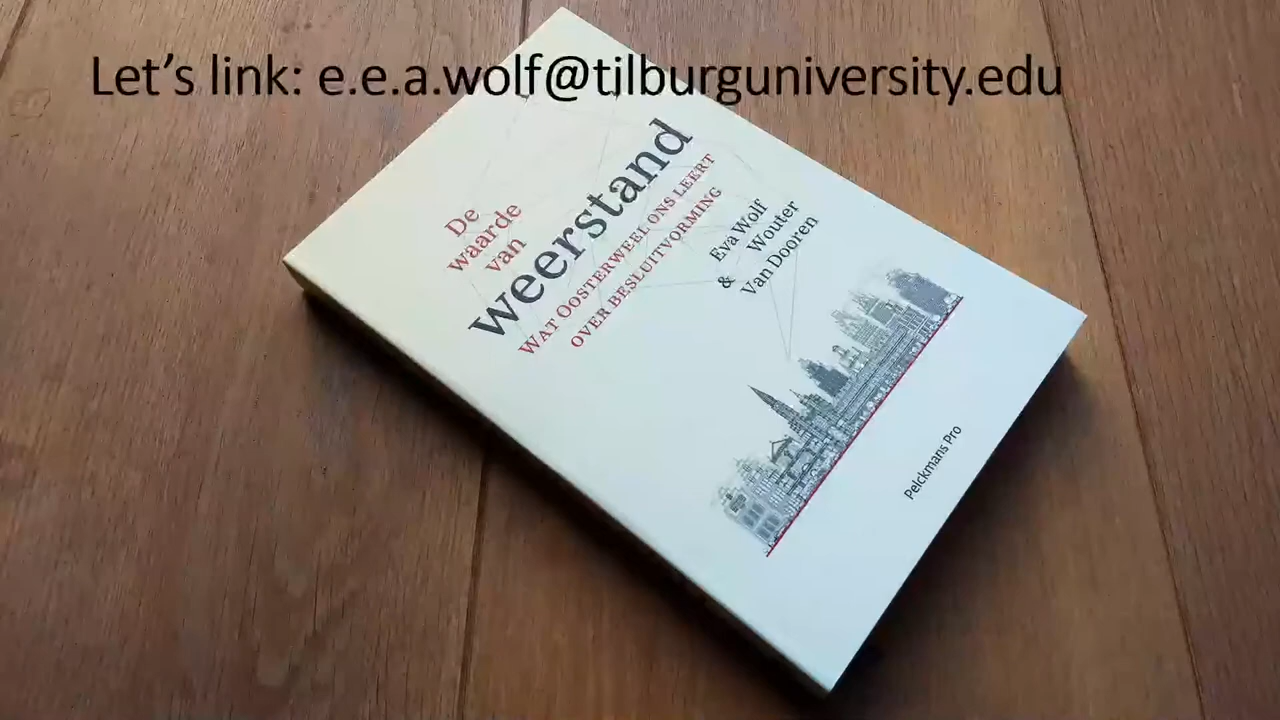 Let's link: e.e.a.wolf@tilburguniversity.edu
De
waarde
van
weerstand
WAT OOSTERWEEL ONS LEERT
OVER BESLUITVORMING
Eva Wolf
& Wouter
Van Dooren
Pelckmans Pro